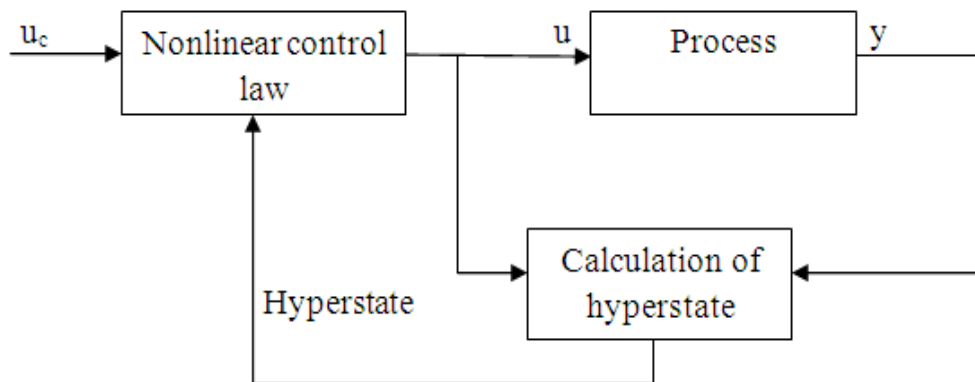 u_c
Nonlinear control
law
u
Process
y
Calculation of
hyperstate
Hyperstate